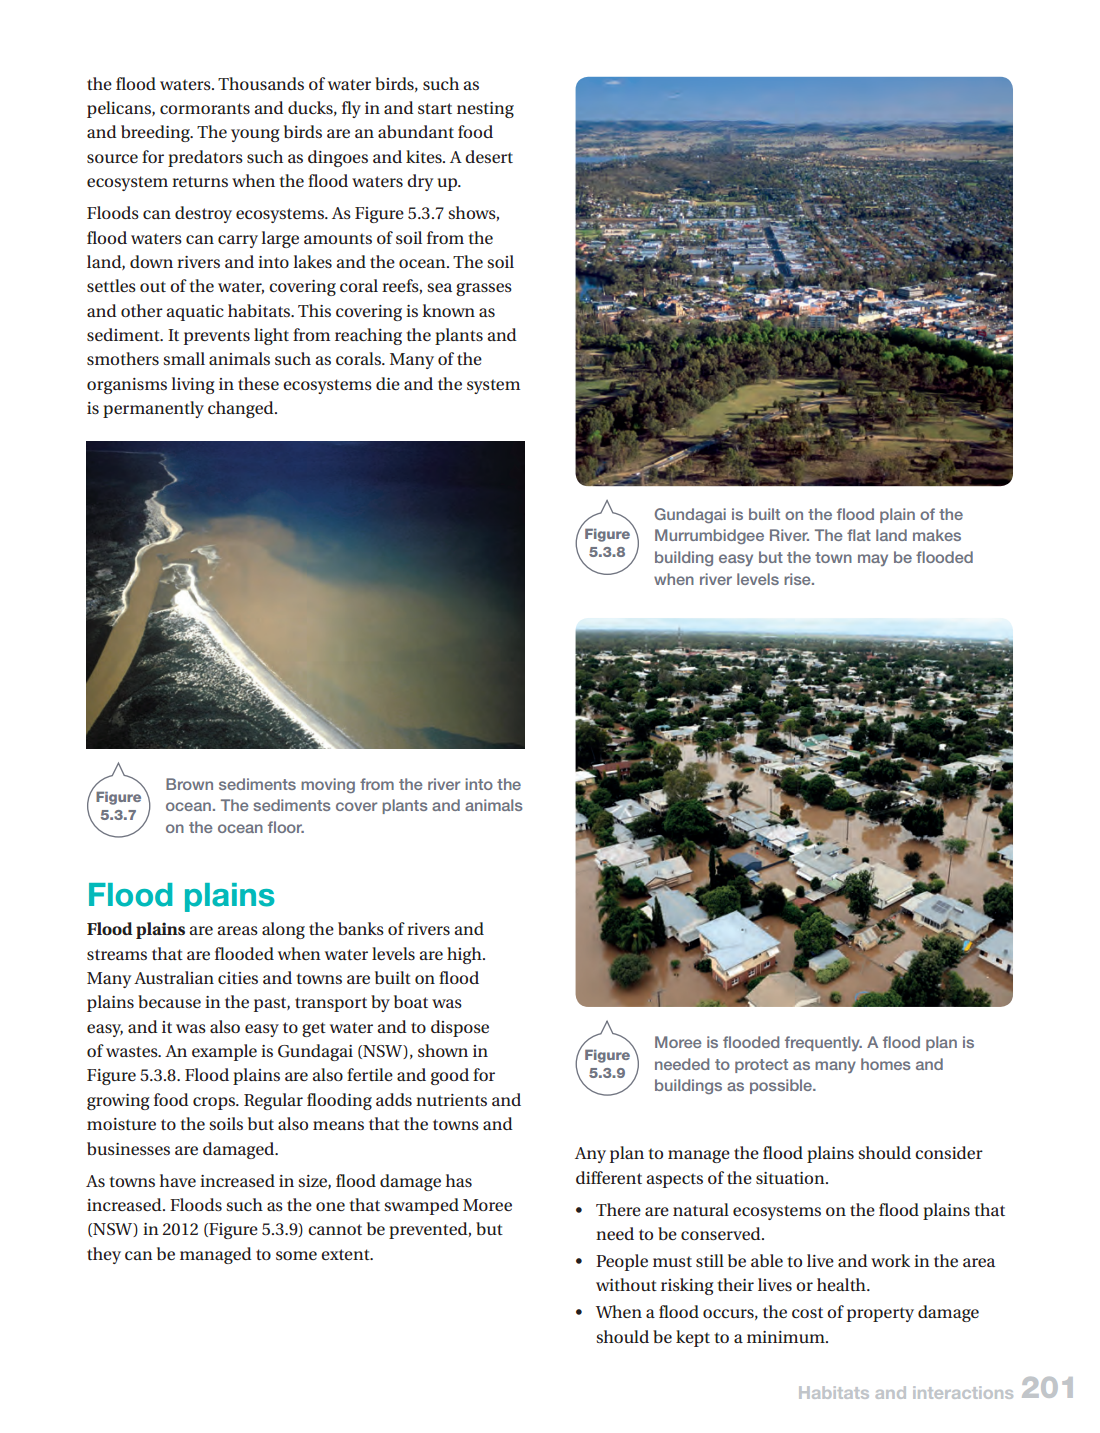 the flood waters. Thousands of water birds, such as
pelicans, cormorants and ducks, fly in and start nesting
and breeding. The young birds are an abundant food
source for predators such as dingoes and kites. A desert
ecosystem returns when the flood waters dry up.
Floods can destroy ecosystems. As Figure 5.3.7 shows,
flood waters can carry large amounts of soil from the
land, down rivers and into lakes and the ocean. The soil
settles out of the water, covering coral reefs, sea grasses
and other aquatic habitats. This covering is known as
sediment. It prevents light from reaching the plants and
smothers small animals such as corals. Many of the
organisms living in these ecosystems die and the system
is permanently changed.
Figure
5.3.7
Brown sediments moving from the river into the
ocean. The sediments cover plants and animals
on the ocean floor.
Flood plains
Flood plains are areas along the banks of rivers and
streams that are flooded when water levels are high.
Many Australian cities and towns are built on flood
plains because in the past, transport by boat was
easy, and it was also easy to get water and to dispose
of wastes. An example is Gundagai (NSW), shown in
Figure 5.3.8. Flood plains are also fertile and good for
growing food crops. Regular flooding adds nutrients and
moisture to the soils but also means that the towns and
businesses are damaged.
As towns have increased in size, flood damage has
increased. Floods such as the one that swamped Moree
(NSW) in 2012 (Figure 5.3.9) cannot be prevented, but
they can be managed to some extent.
Figure
5.3.8
Gundagai is built on the flood plain of the
Murrumbidgee River. The flat land makes
building easy but the town may be flooded
when river levels rise.
Figure
5.3.9
Moree is flooded frequently. A flood plan is
needed to protect as many homes and
buildings as possible.
Any plan to manage the flood plains should consider
different aspects of the situation.
• There are natural ecosystems on the flood plains that
need to be conserved.
• People must still be able to live and work in the area
without risking their lives or health.
• When a flood occurs, the cost of property damage
should be kept to a minimum.
Habitats and interactions 201